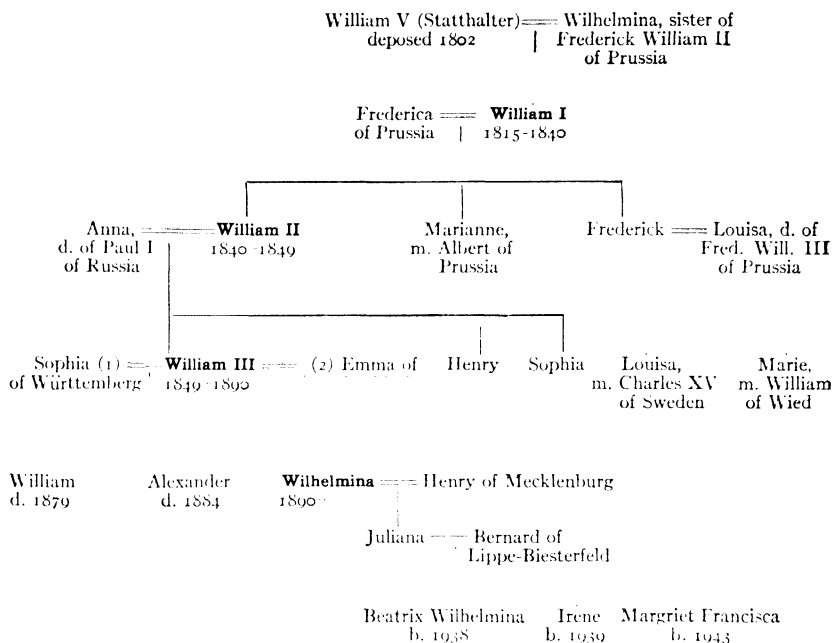 William V (Statthalter) Wilhelmina, sister of
deposed 1802 Frederick William II
of Prussia
Frederica William I
of Prussia 1815-1840
Anna, William II Marianne, Frederick Louisa, d. of
d. of Paul I 1840-1849 m. Albert of Fred. Will. III
of Russia Prussia of Prussia
Sophia (1) William III (2) Emma of Henry Sophia Louisa, Marie,
of Württemberg 1849-1890 m. Charles XV m. William
of Sweden of Wied
William Alexander Wilhelmina Henry of Mecklenburg
d. 1879 d. 1884 1890-
Juliana Bernard of
Lippe-Biesterfeld
Beatrix Wilhelmina Irene Margriet Francisca
b. 1938 b. 1939 b. 1943